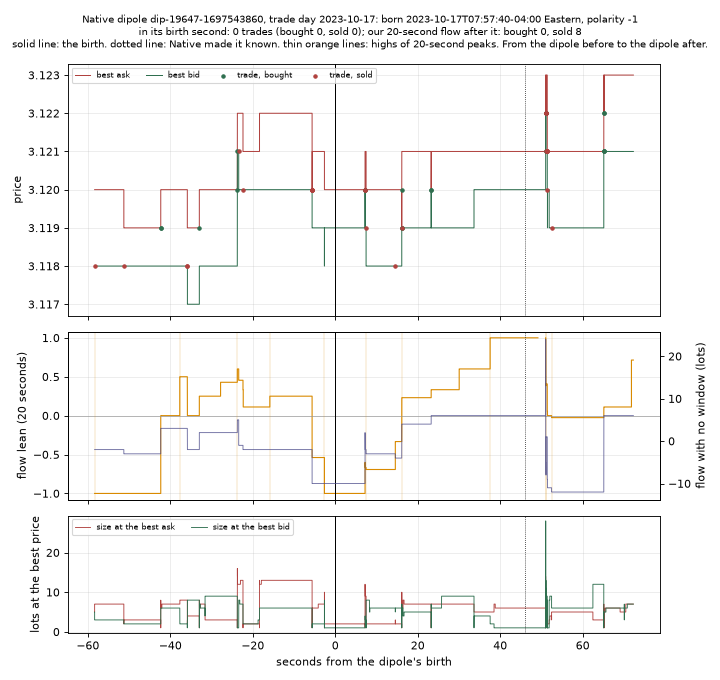 Native dipole dip-19647-1697543860, trade day 2023-10-17: born 2023-10-17T07:57:40-04:00 Eastern, polarity -1
in its birth second: 0 trades (bought 0, sold 0); our 20-second flow after it: bought 0, sold 8
solid line: the birth. dotted line: Native made it known. thin orange lines: highs of 20-second peaks. From the dipole before to the dipole after.
best ask
best bid
trade, bought
trade, sold
3.123
3.122
3.121
3.120
3.119
3.118
3.117
price
1.0
0.5
0.0
−0.5
−1.0
flow lean (20 seconds)
20
10
0
−10
flow with no window (lots)
size at the best ask
size at the best bid
20
10
0
lots at the best price
−60
−40
−20
0
20
40
60
seconds from the dipole's birth